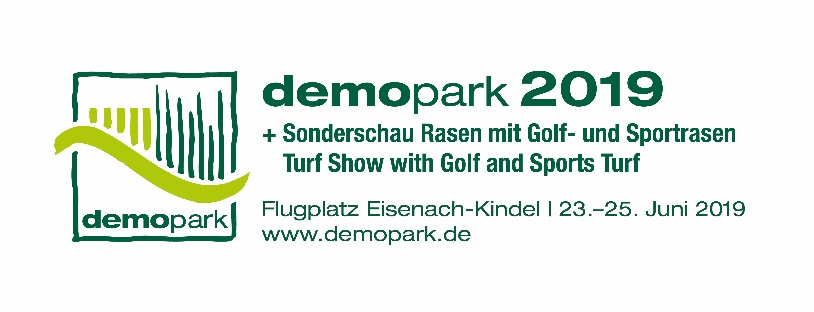 demopark 2019
+ Sonderschau Rasen mit Golf- und Sportrasen
Turf Show with Golf and Sports Turf
Flugplatz Eisenach-Kindel | 23.–25. Juni 2019
www.demopark.de
demopark